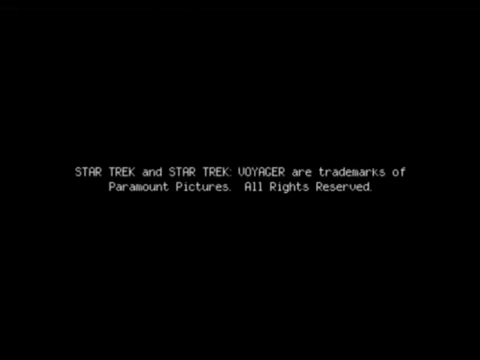 STAR TREK and STAR TREK: VOYAGER are trademarks of
Paramount Pictures.  All Rights Reserved.